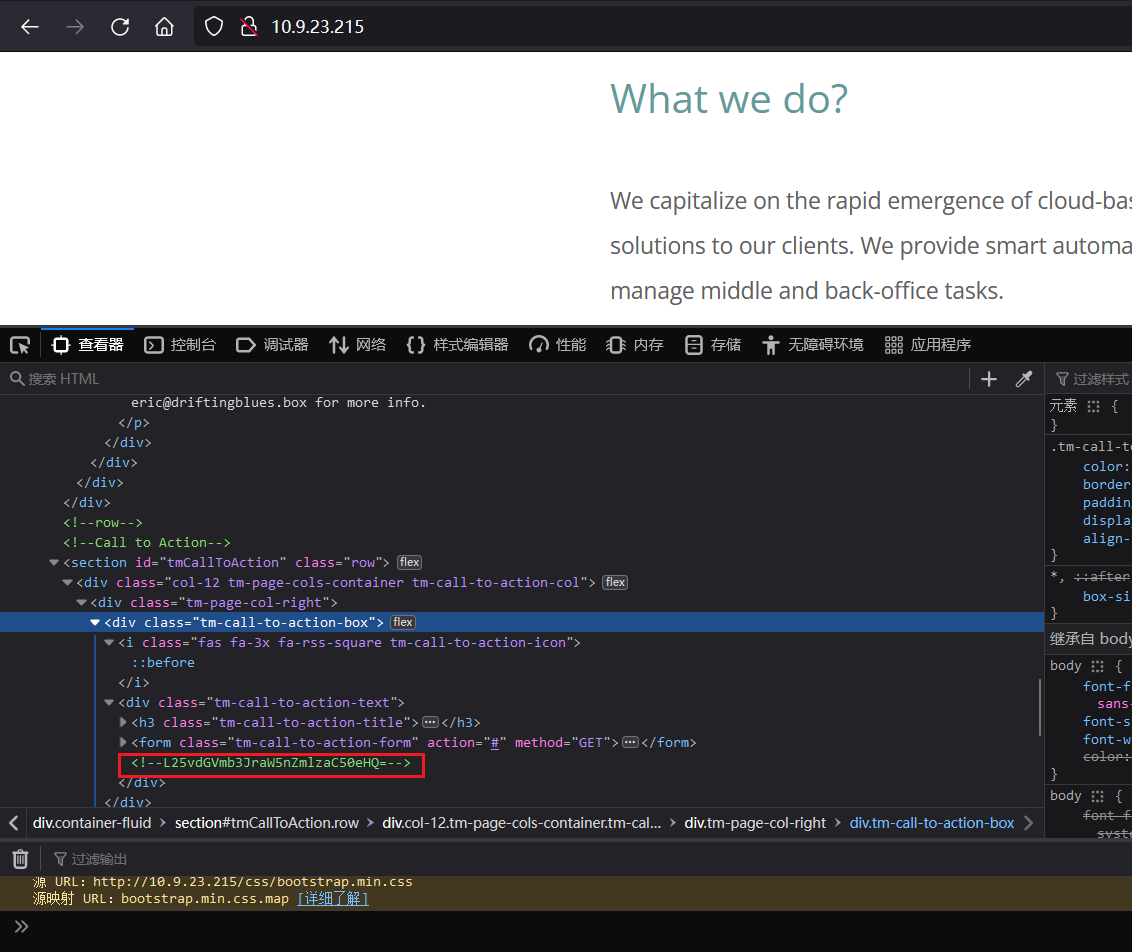 10.9.23.215
What we do?
We capitalize on the rapid emergence of cloud-bas
solutions to our clients. We provide smart automa
manage middle and back-office tasks.
查看器 控制台 调试器 网络 样式编辑器 性能 内存 存储 无障碍环境 应用程序
搜索 HTML
过滤样式
eric@driftingblues.box for more info.
</p>
</div>
</div>
</div>
</div>
<!--row-->
<!--Call to Action-->
<section id="tmCallToAction" class="row"> flex
<div class="col-12 tm-page-cols-container tm-call-to-action-col"> flex
<div class="tm-page-col-right">
<div class="tm-call-to-action-box"> flex
<i class="fas fa-3x fa-rss-square tm-call-to-action-icon">
::before
</i>
<div class="tm-call-to-action-text">
<h3 class="tm-call-to-action-title">…</h3>
<form class="tm-call-to-action-form" action="#" method="GET">…</form>
<!--L25vdGVmb3JraW5nZmlzaC50eHQ=-->
</div>
</div>
元素 {
}
.tm-call-t
color:
border
paddin
displa
align-
}
*, ::after
box-si
}
继承自 body
body {
font-f
sans-
font-s
font-w
color:
}
body {
font-f
syste
div.container-fluid > section#tmCallToAction.row > div.col-12.tm-page-cols-container.tm-cal... > div.tm-page-col-right > div.tm-call-to-action-box
过滤输出
源 URL：http://10.9.23.215/css/bootstrap.min.css
源映射 URL：bootstrap.min.css.map [详细了解]